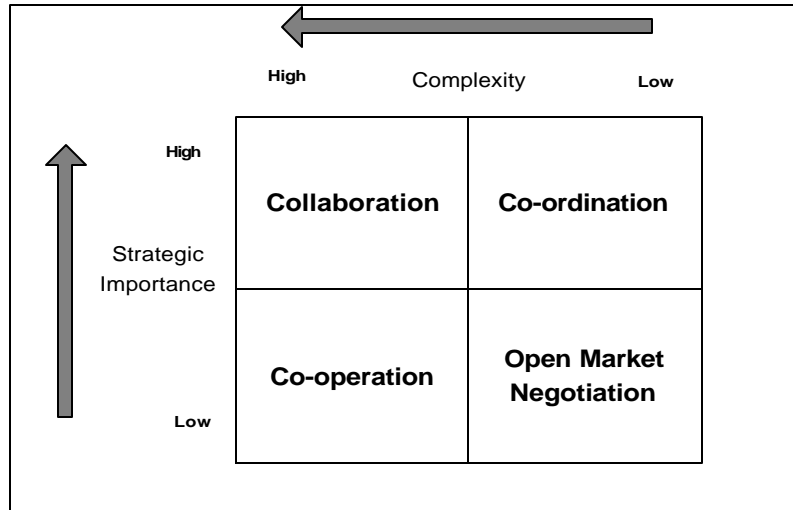 High Complexity Low
High
Collaboration Co-ordination
Strategic
Importance
Co-operation Open Market
Negotiation
Low